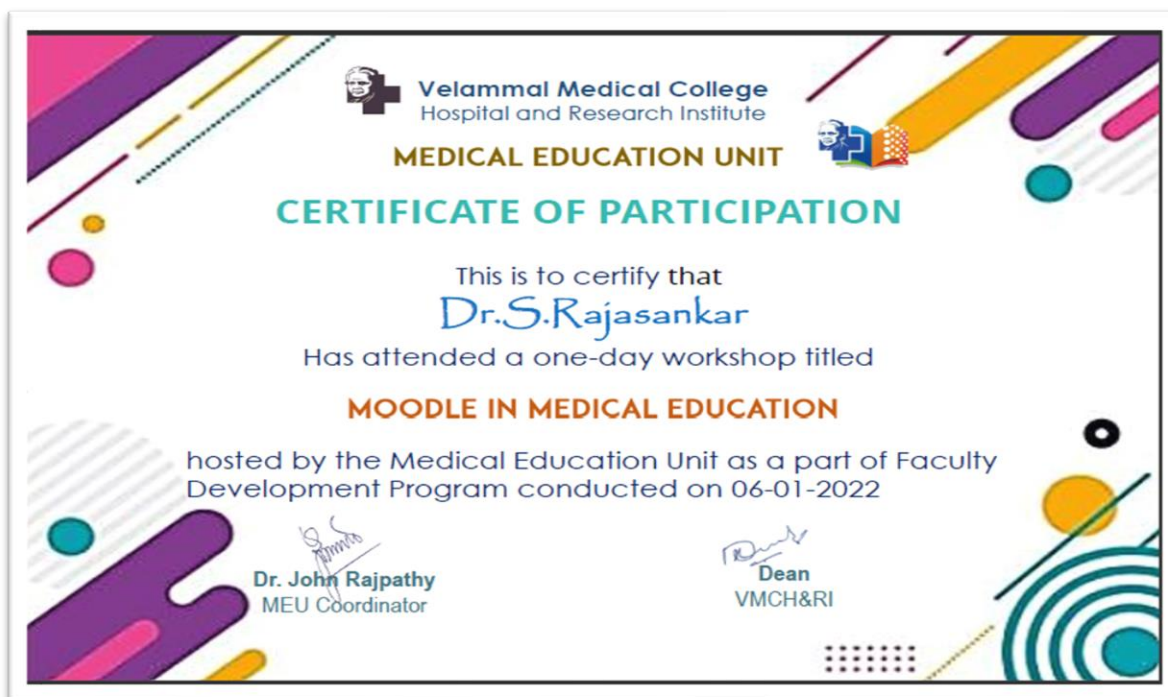 Velammal Medical College
Hospital and Research Institute
MEDICAL EDUCATION UNIT
CERTIFICATE OF PARTICIPATION
This is to certify that
Dr.S.Rajasankar
Has attended a one-day workshop titled
MOODLE IN MEDICAL EDUCATION
hosted by the Medical Education Unit as a part of Faculty
Development Program conducted on 06-01-2022
Dr. John Rajpathy
MEU Coordinator
Dean
VMCH&RI